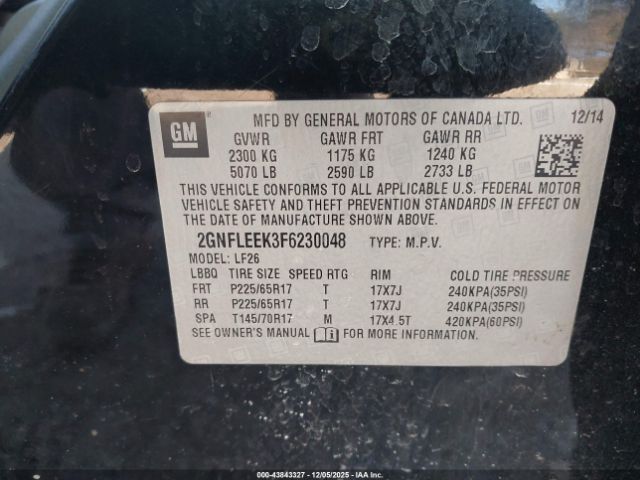 GM
MFD BY GENERAL MOTORS OF CANADA LTD. 12/14
GVWR GAWR FRT GAWR RR
2300 KG 1175 KG 1240 KG
5070 LB 2590 LB 2733 LB
THIS VEHICLE CONFORMS TO ALL APPLICABLE U.S. FEDERAL MOTOR
VEHICLE SAFETY AND THEFT PREVENTION STANDARDS IN EFFECT ON THE
DATE OF MANUFACTURE SHOWN ABOVE.
2GNFLEEK3F6230048 TYPE: M.P.V.
MODEL: LF26
LBBQ TIRE SIZE SPEED RTG RIM COLD TIRE PRESSURE
FRT P225/65R17 T 17X7J 240KPA(35PSI)
RR P225/65R17 T 17X7J 240KPA(35PSI)
SPA T145/70R17 M 17X4.5T 420KPA(60PSI)
SEE OWNER'S MANUAL FOR MORE INFORMATION.
000-43843327 - 12/05/2025 - IAA Inc.